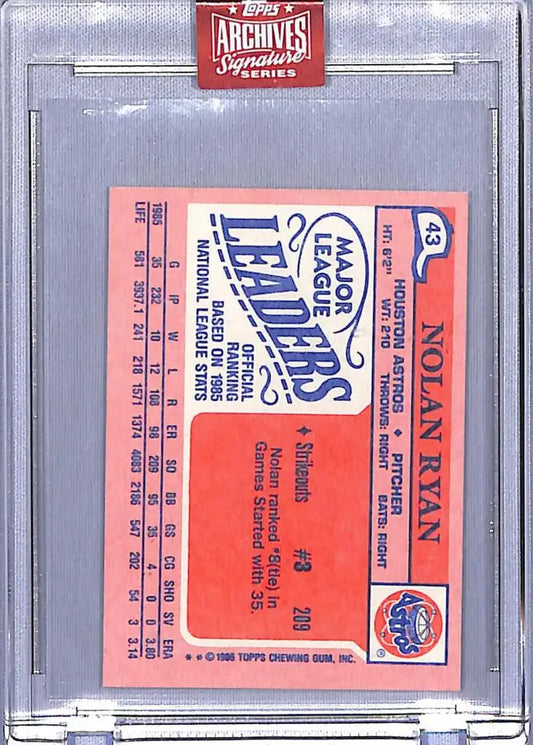 Topps
ARCHIVES
Signature
SERIES
43
NOLAN RYAN
HOUSTON ASTROS ♦ PITCHER
HT: 6'2" WT: 210 THROWS: RIGHT BATS: RIGHT
Astros
®
MAJOR
LEAGUE
LEADERS
OFFICIAL
RANKING
BASED ON 1985
NATIONAL LEAGUE STATS
♦ Strikeouts #3 209
Nolan ranked #8(tie) in
Games Started with 35.
G IP W L R ER SO BB GS CG SHO SV ERA
1985 35 232 10 12 108 98 209 95 35 4 0 0 3.80
LIFE 581 3937.1 241 218 1571 1374 4083 2186 547 202 54 3 3.14
* * © 1986 TOPPS CHEWING GUM, INC.